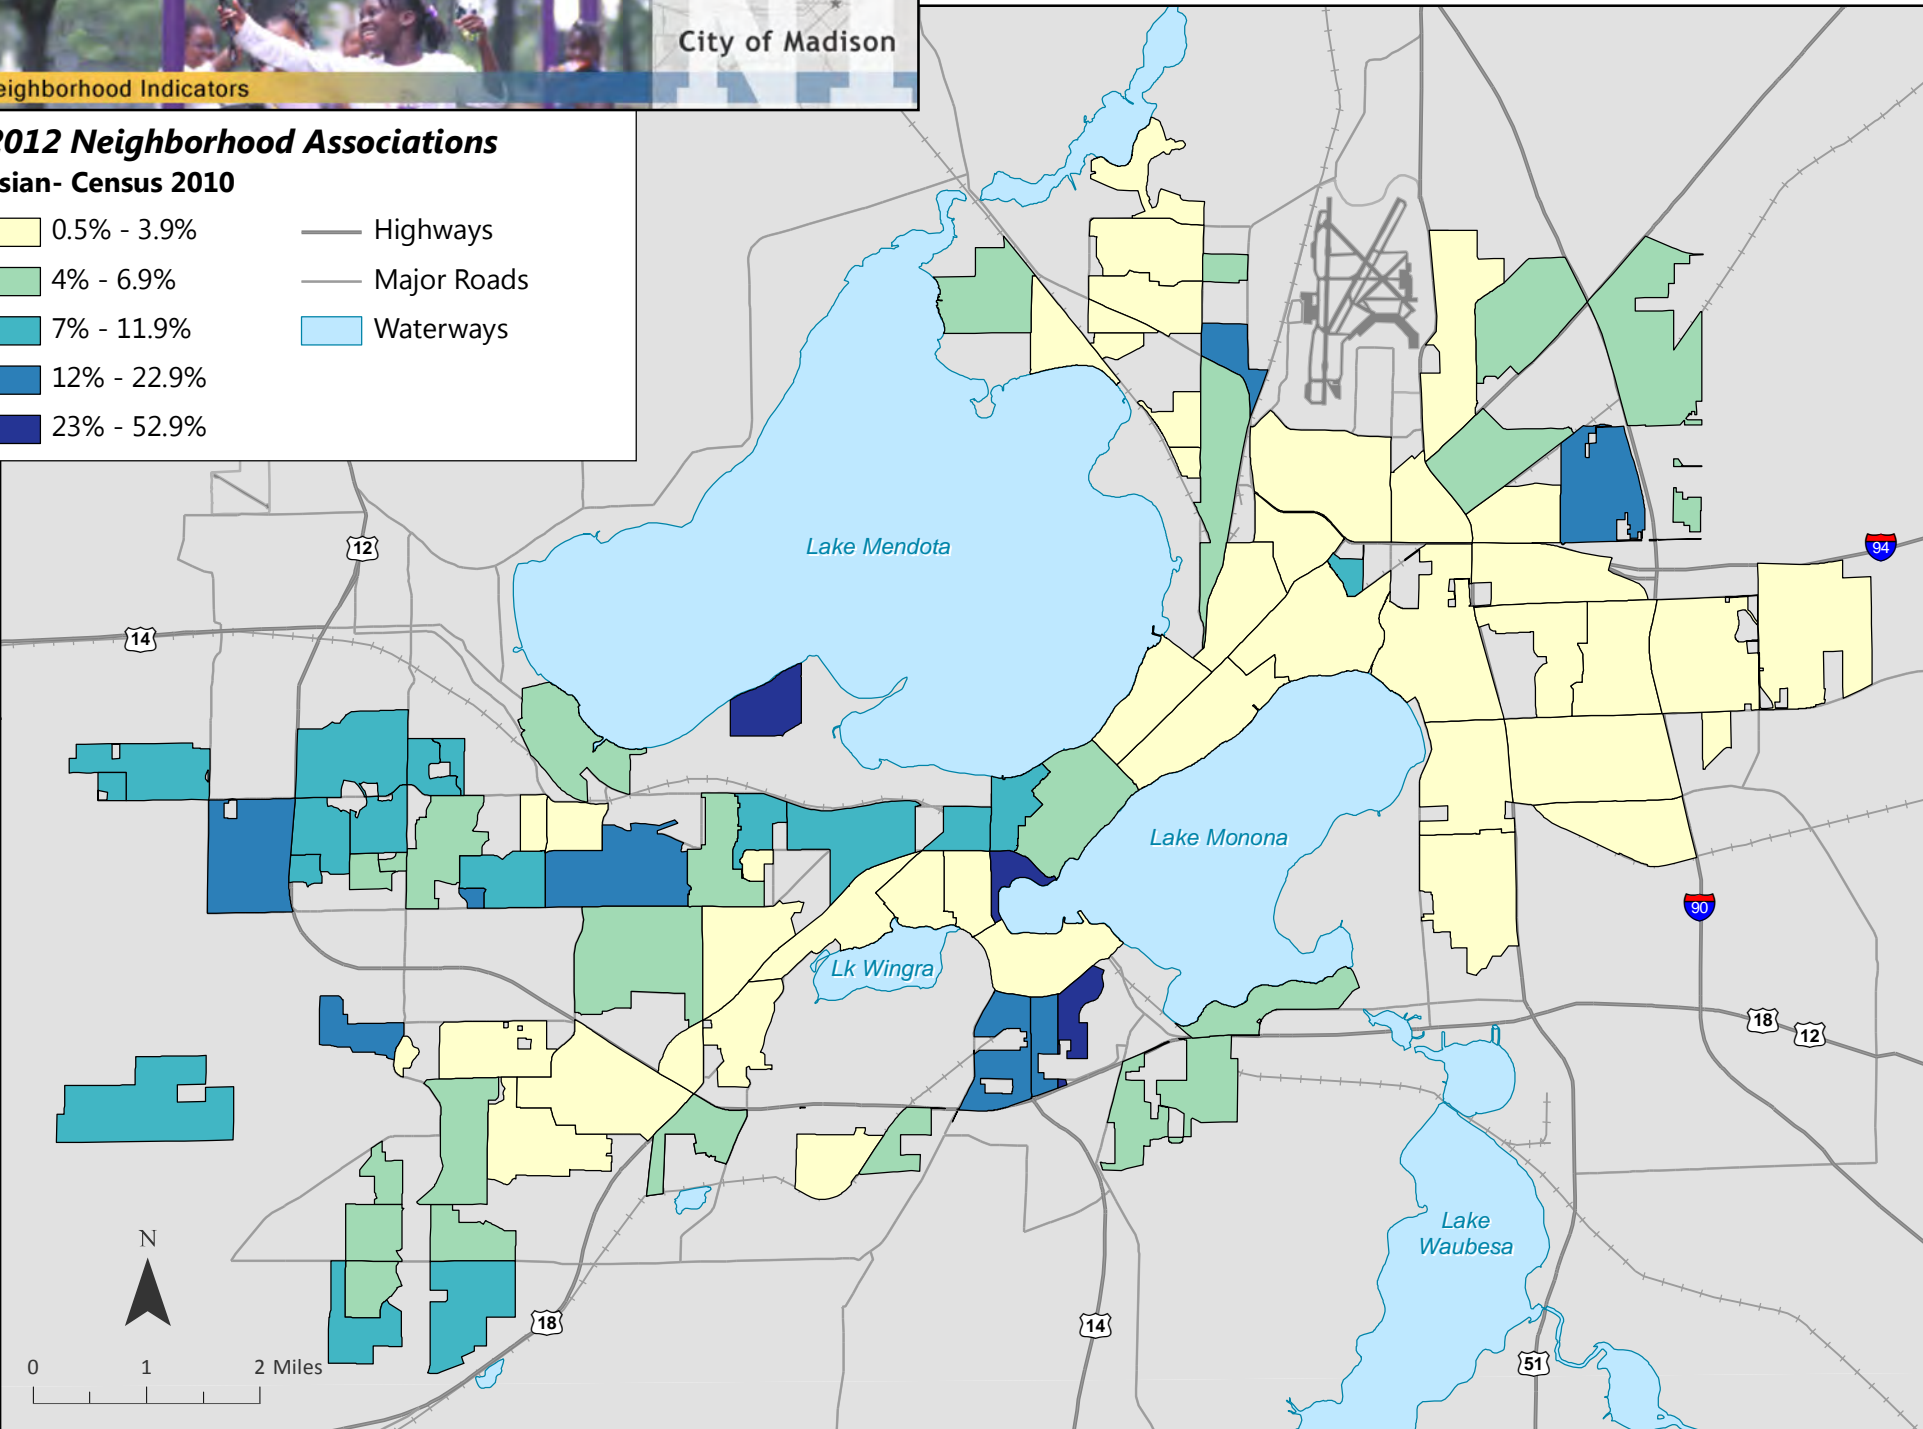 City of Madison
eighborhood Indicators
2012 Neighborhood Associations
sian- Census 2010
0.5% - 3.9%
Highways
4% - 6.9%
Major Roads
7% - 11.9%
Waterways
12% - 22.9%
23% - 52.9%
12
Lake Mendota
94
14
Lake Monona
90
Lk Wingra
18
12
Lake
Waubesa
N
18
14
51
0 1 2 Miles